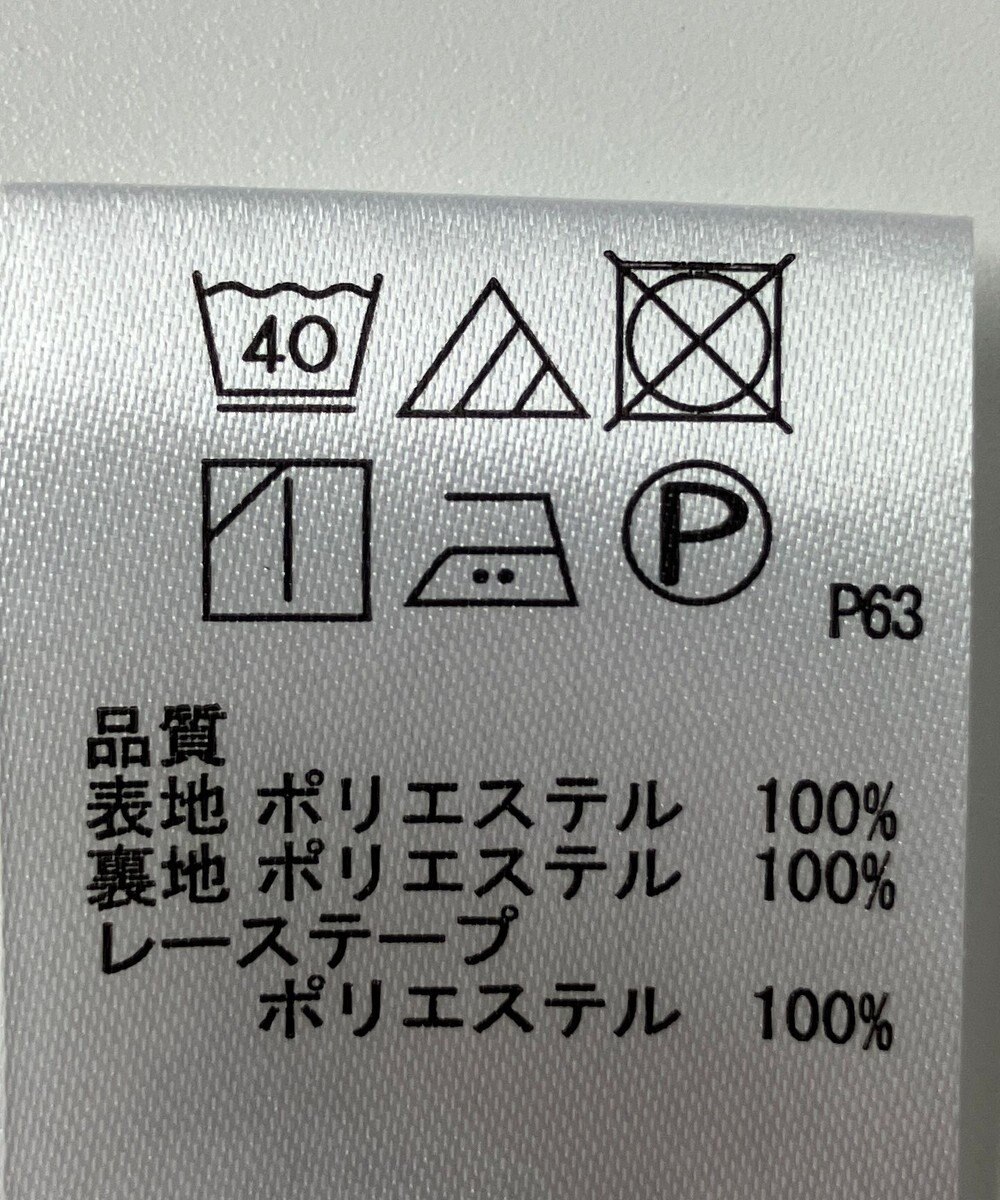 40
P
P63
品質
表地 ポリエステル 100%
裏地 ポリエステル 100%
レーステープ
ポリエステル 100%